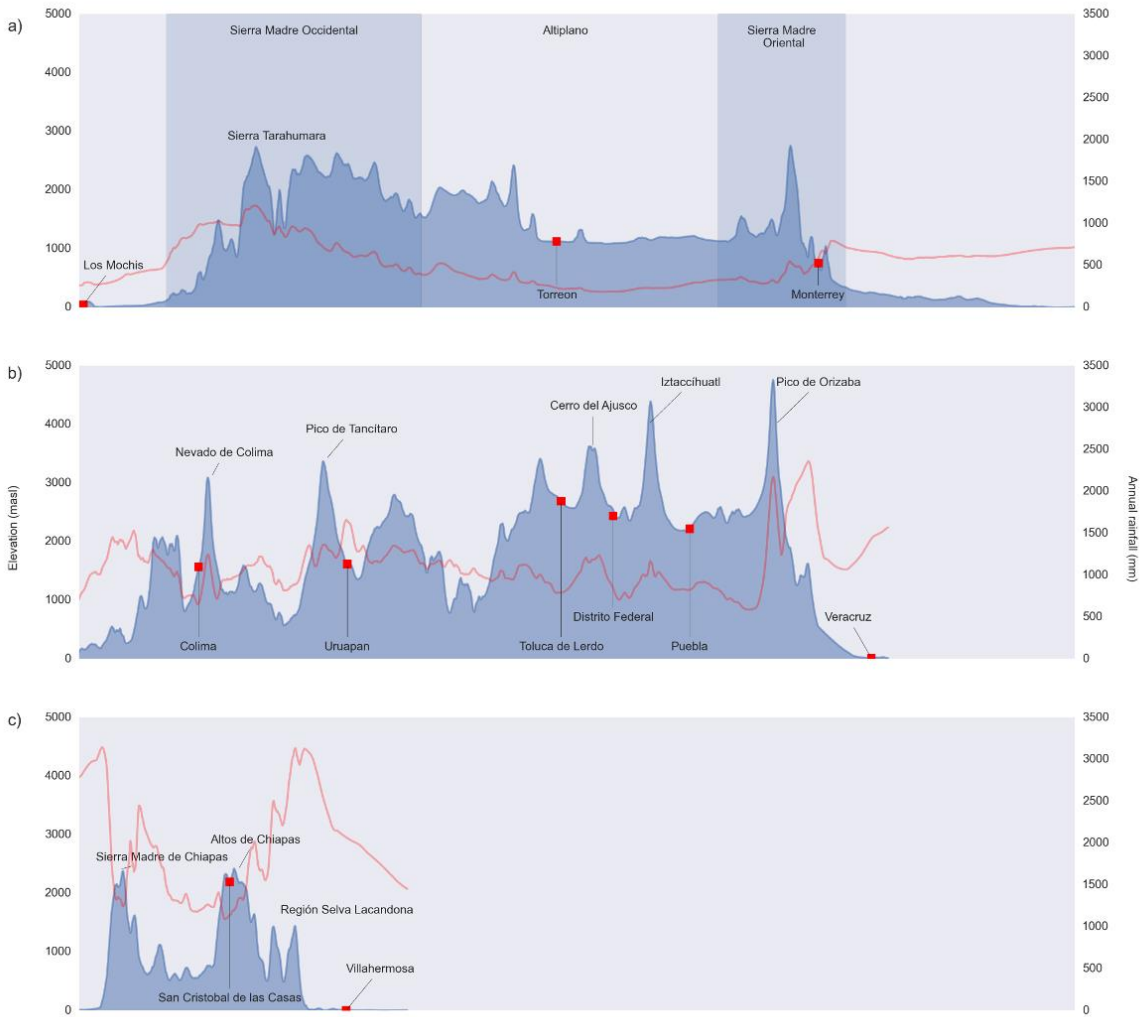 a)
5000
4000
3000
2000
1000
0
Sierra Madre Occidental
Altiplano
Sierra Madre
Oriental
Sierra Tarahumara
Los Mochis
Torreon
Monterrey
3500
3000
2500
2000
1500
1000
500
0
b)
Elevation (masl)
5000
4000
3000
2000
1000
0
Iztaccíhuatl
Pico de Orizaba
Cerro del Ajusco
Pico de Tancítaro
Nevado de Colima
Distrito Federal
Veracruz
Colima
Uruapan
Toluca de Lerdo
Puebla
3500
3000
2500
2000
1500
1000
500
0
Annual rainfall (mm)
c)
5000
4000
3000
2000
1000
0
Altos de Chiapas
Sierra Madre de Chiapas
Región Selva Lacandona
Villahermosa
San Cristobal de las Casas
3500
3000
2500
2000
1500
1000
500
0